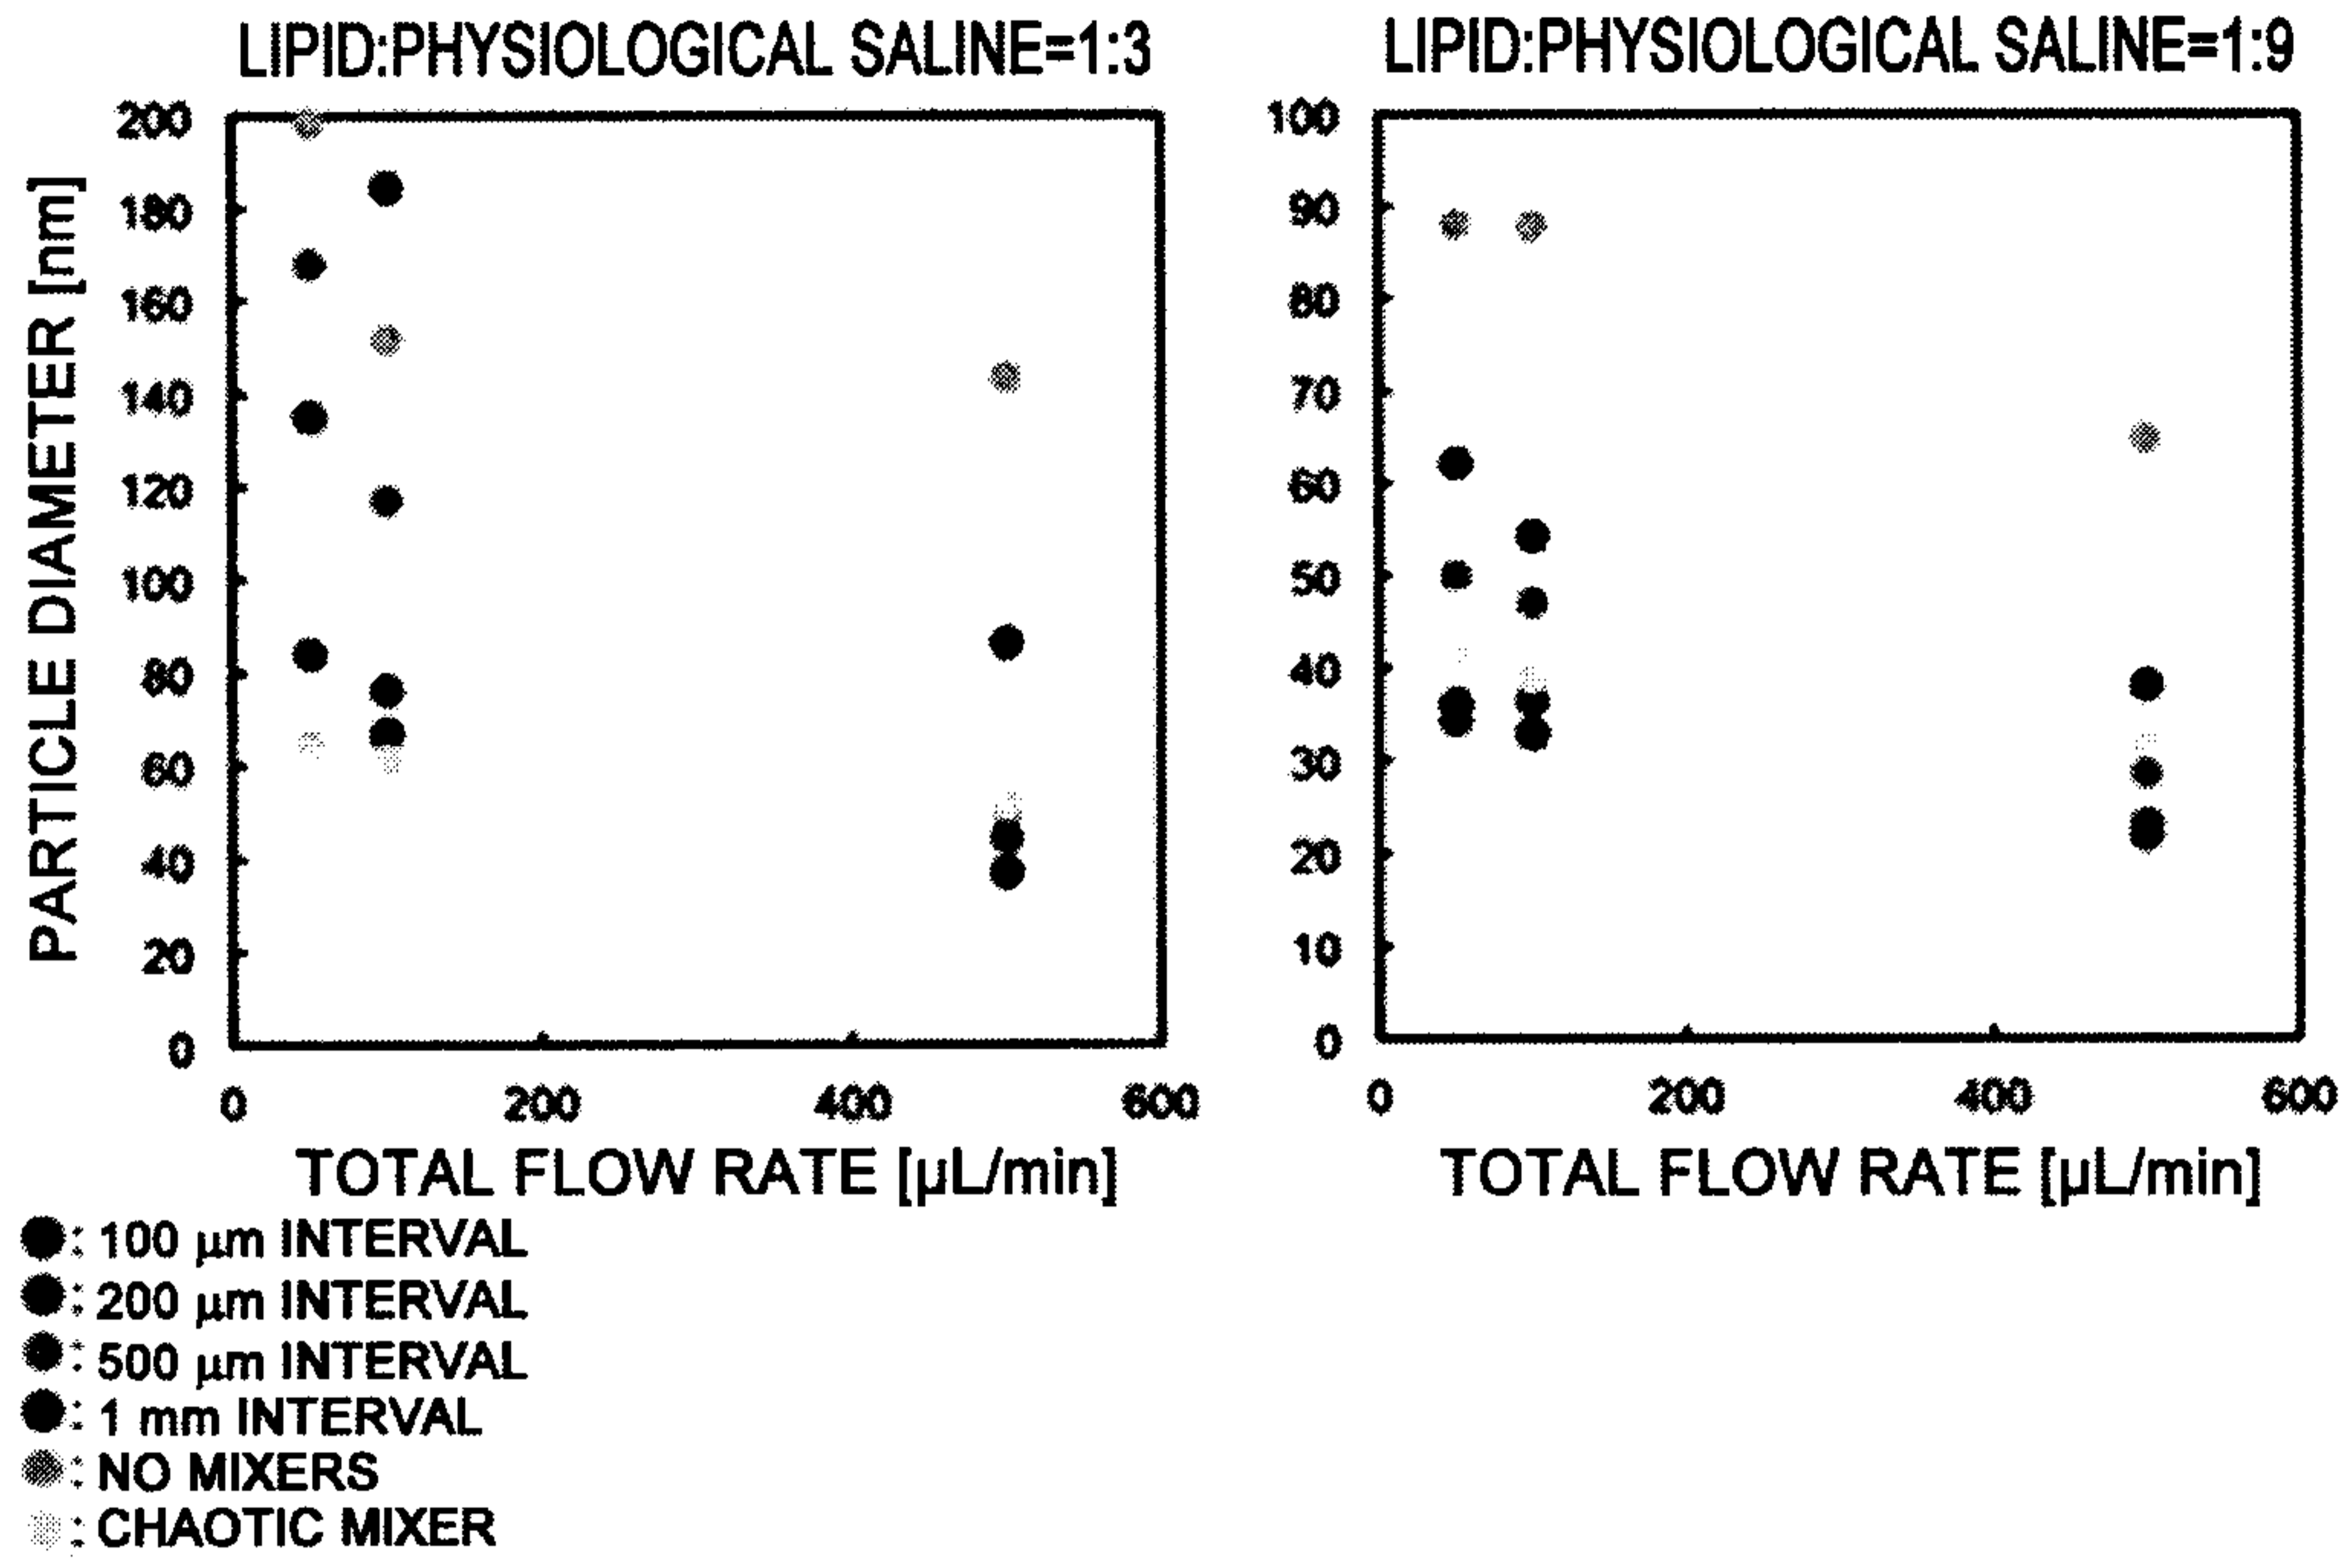 LIPID:PHYSIOLOGICAL SALINE=1:3
LIPID:PHYSIOLOGICAL SALINE=1:9
PARTICLE DIAMETER [nm]
200
180
160
140
120
100
80
60
40
20
0
0 200 400 600
TOTAL FLOW RATE [µL/min]
100
90
80
70
60
50
40
30
20
10
0
0 200 400 600
TOTAL FLOW RATE [µL/min]
: 100 µm INTERVAL
: 200 µm INTERVAL
: 500 µm INTERVAL
: 1 mm INTERVAL
: NO MIXERS
: CHAOTIC MIXER